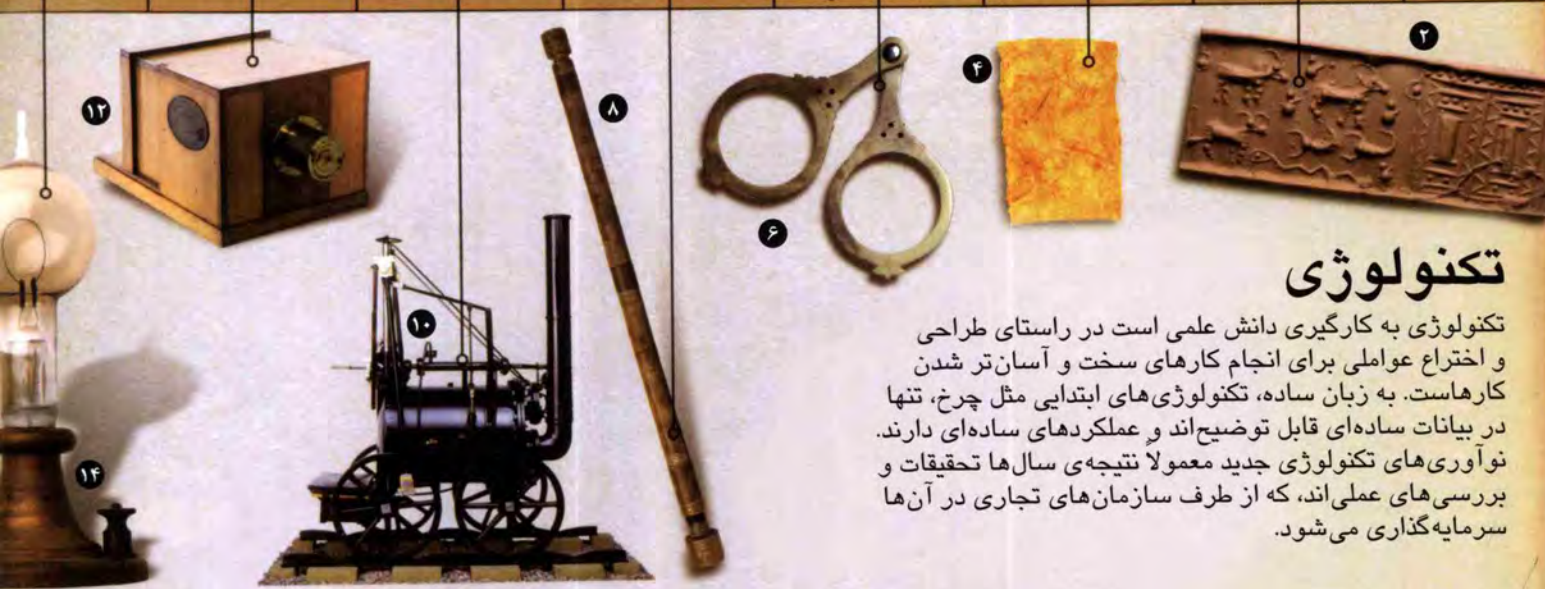 ۲
۴
۶
۸
۱۰
۱۲
۱۴
تکنولوژی
تکنولوژی به کارگیری دانش علمی است در راستای طراحی
و اختراع عواملی برای انجام کارهای سخت و آسان‌تر شدن
کارهاست. به زبان ساده، تکنولوژی‌های ابتدایی مثل چرخ، تنها
در بیانات ساده‌ای قابل توضیح‌اند و عملکردهای ساده‌ای دارند.
نوآوری‌های تکنولوژی جدید معمولاً نتیجه‌ی سال‌ها تحقیقات و
بررسی‌های عملی‌اند، که از طرف سازمان‌های تجاری در آن‌ها
سرمایه‌گذاری می‌شود.